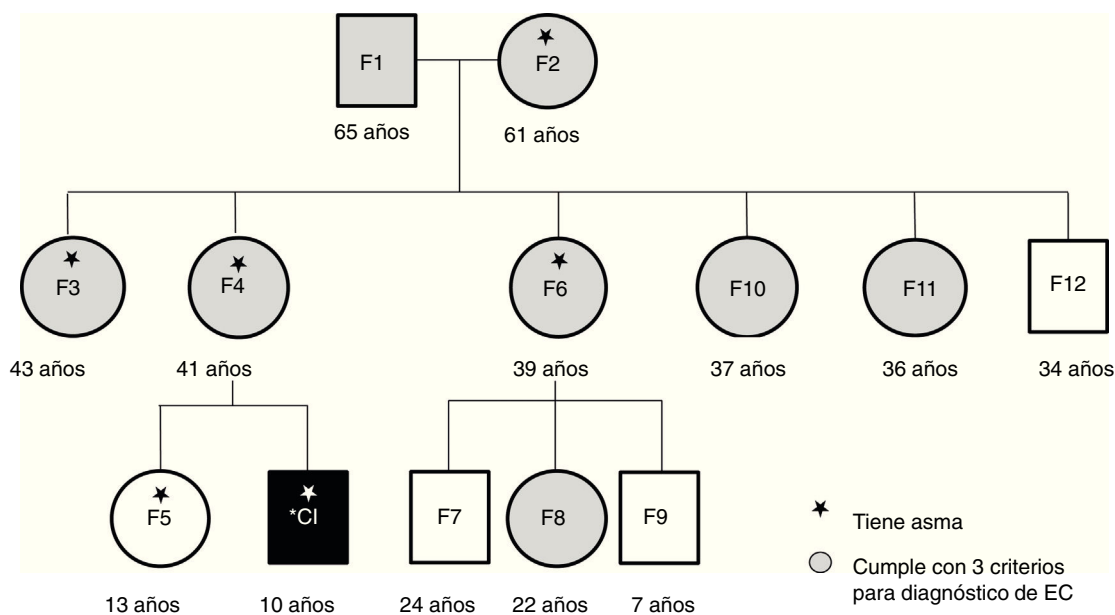 F1
F2
65 años
61 años
F3
F4
F6
F10
F11
F12
43 años
41 años
39 años
37 años
36 años
34 años
F5
*CI
F7
F8
F9
Tiene asma
Cumple con 3 criterios
para diagnóstico de EC
13 años
10 años
24 años
22 años
7 años